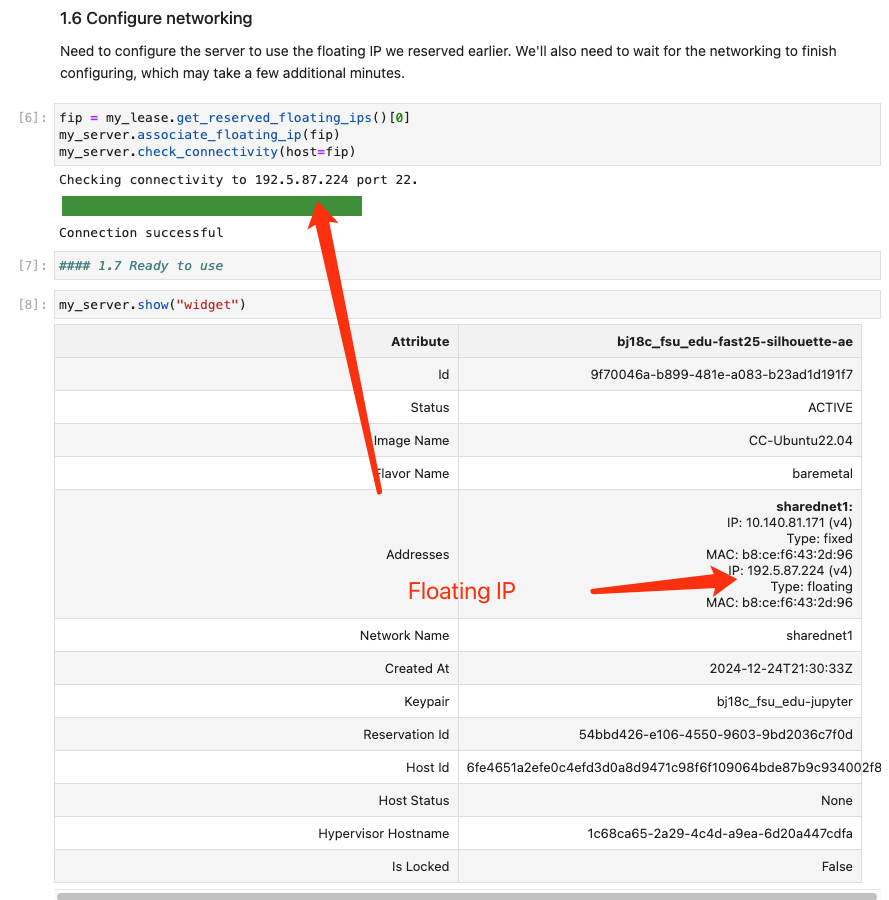 1.6 Configure networking
Need to configure the server to use the floating IP we reserved earlier. We'll also need to wait for the networking to finish
configuring, which may take a few additional minutes.
[6]: fip = my_lease.get_reserved_floating_ips()[0]
my_server.associate_floating_ip(fip)
my_server.check_connectivity(host=fip)
Checking connectivity to 192.5.87.224 port 22.
Connection successful
[7]: #### 1.7 Ready to use
[8]: my_server.show("widget")
Attribute bj18c_fsu_edu-fast25-silhouette-ae
Id 9f70046a-b899-481e-a083-b23ad1d191f7
Status ACTIVE
Image Name CC-Ubuntu22.04
Flavor Name baremetal
Addresses
sharednet1:
IP: 10.140.81.171 (v4)
Type: fixed
MAC: b8:ce:f6:43:2d:96
IP: 192.5.87.224 (v4)
Type: floating
MAC: b8:ce:f6:43:2d:96
Floating IP
Network Name sharednet1
Created At 2024-12-24T21:30:33Z
Keypair bj18c_fsu_edu-jupyter
Reservation Id 54bbd426-e106-4550-9603-9bd2036c7f0d
Host Id 6fe4651a2efe0c4efd3d0a8d9471c98f6f109064bde87b9c934002f8
Host Status None
Hypervisor Hostname 1c68ca65-2a29-4c4d-a9ea-6d20a447cdfa
Is Locked False